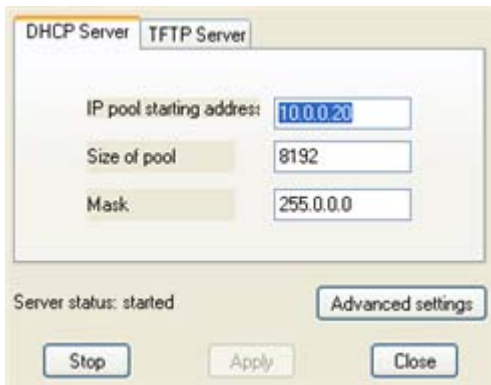 DHCP Server TFTP Server
IP pool starting address
10.0.0.20
Size of pool 8192
Mask 255.0.0.0
Server status: started Advanced settings
Stop Apply Close